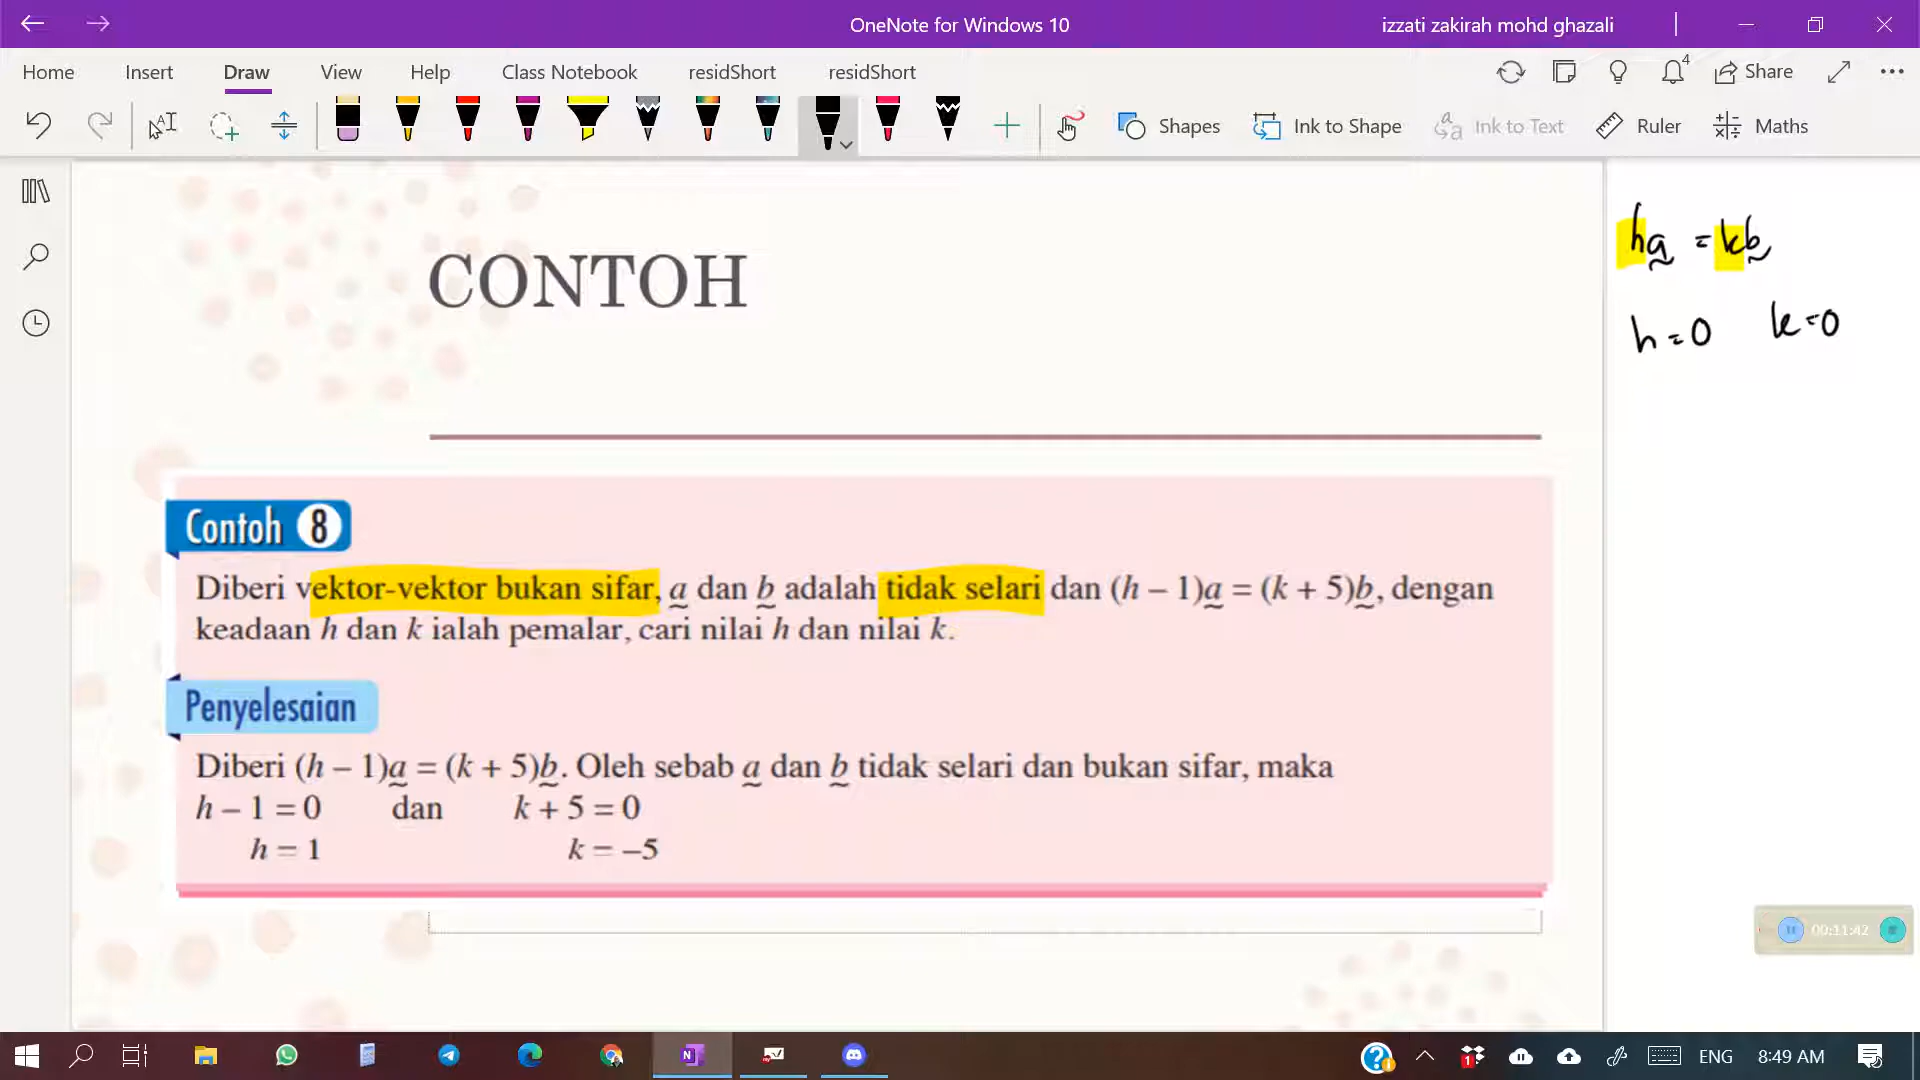 OneNote for Windows 10
izzati zakirah mohd ghazali
Home Insert Draw View Help Class Notebook residShort residShort
4
Share
Shapes Ink to Shape Ink to Text Ruler Maths
ha = kb
h = 0 k = 0
CONTOH
Contoh 8
Diberi vektor-vektor bukan sifar, a dan b adalah tidak selari dan (h – 1)a = (k + 5)b, dengan
keadaan h dan k ialah pemalar, cari nilai h dan nilai k.
Penyelesaian
Diberi (h – 1)a = (k + 5)b. Oleh sebab a dan b tidak selari dan bukan sifar, maka
h – 1 = 0 dan k + 5 = 0
h = 1 k = –5
00:11:42
ENG 8:49 AM